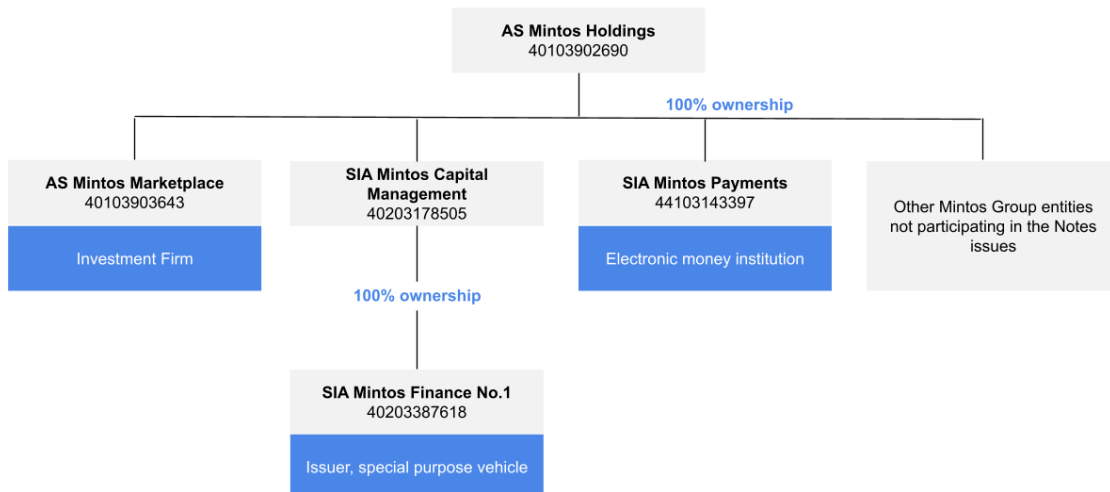 AS Mintos Holdings
40103902690
100% ownership
AS Mintos Marketplace
40103903643
Investment Firm
SIA Mintos Capital
Management
40203178505
SIA Mintos Payments
44103143397
Electronic money institution
Other Mintos Group entities
not participating in the Notes
issues
100% ownership
SIA Mintos Finance No.1
40203387618
Issuer, special purpose vehicle